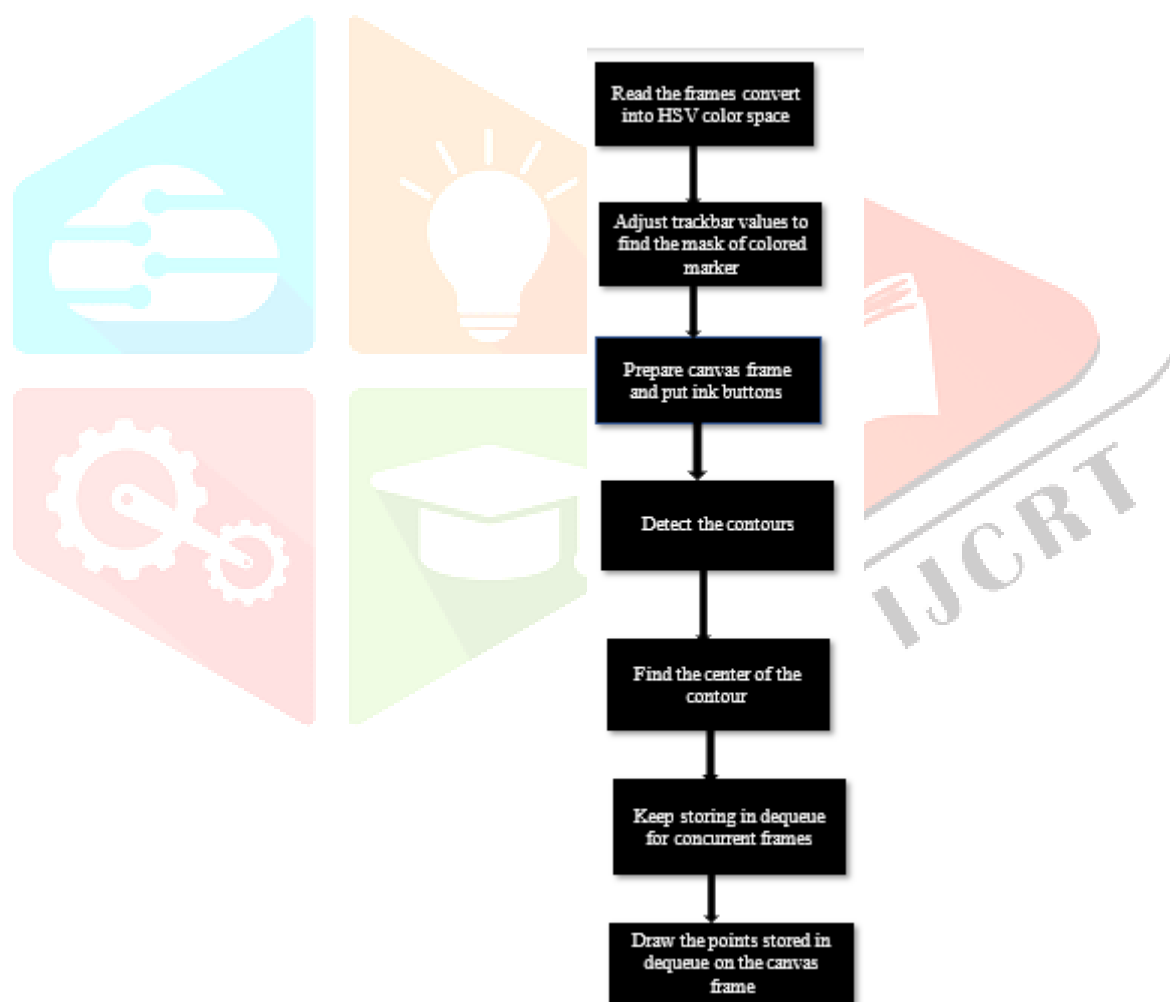 Read the frames convert
into HSV color space
Adjust trackbar values to
find the mask of colored
marker
Prepare canvas frame
and put ink buttons
Detect the contours
Find the center of the
contour
Keep storing in dequeue
for concurrent frames
Draw the points stored in
dequeue on the canvas
frame
IJCRT